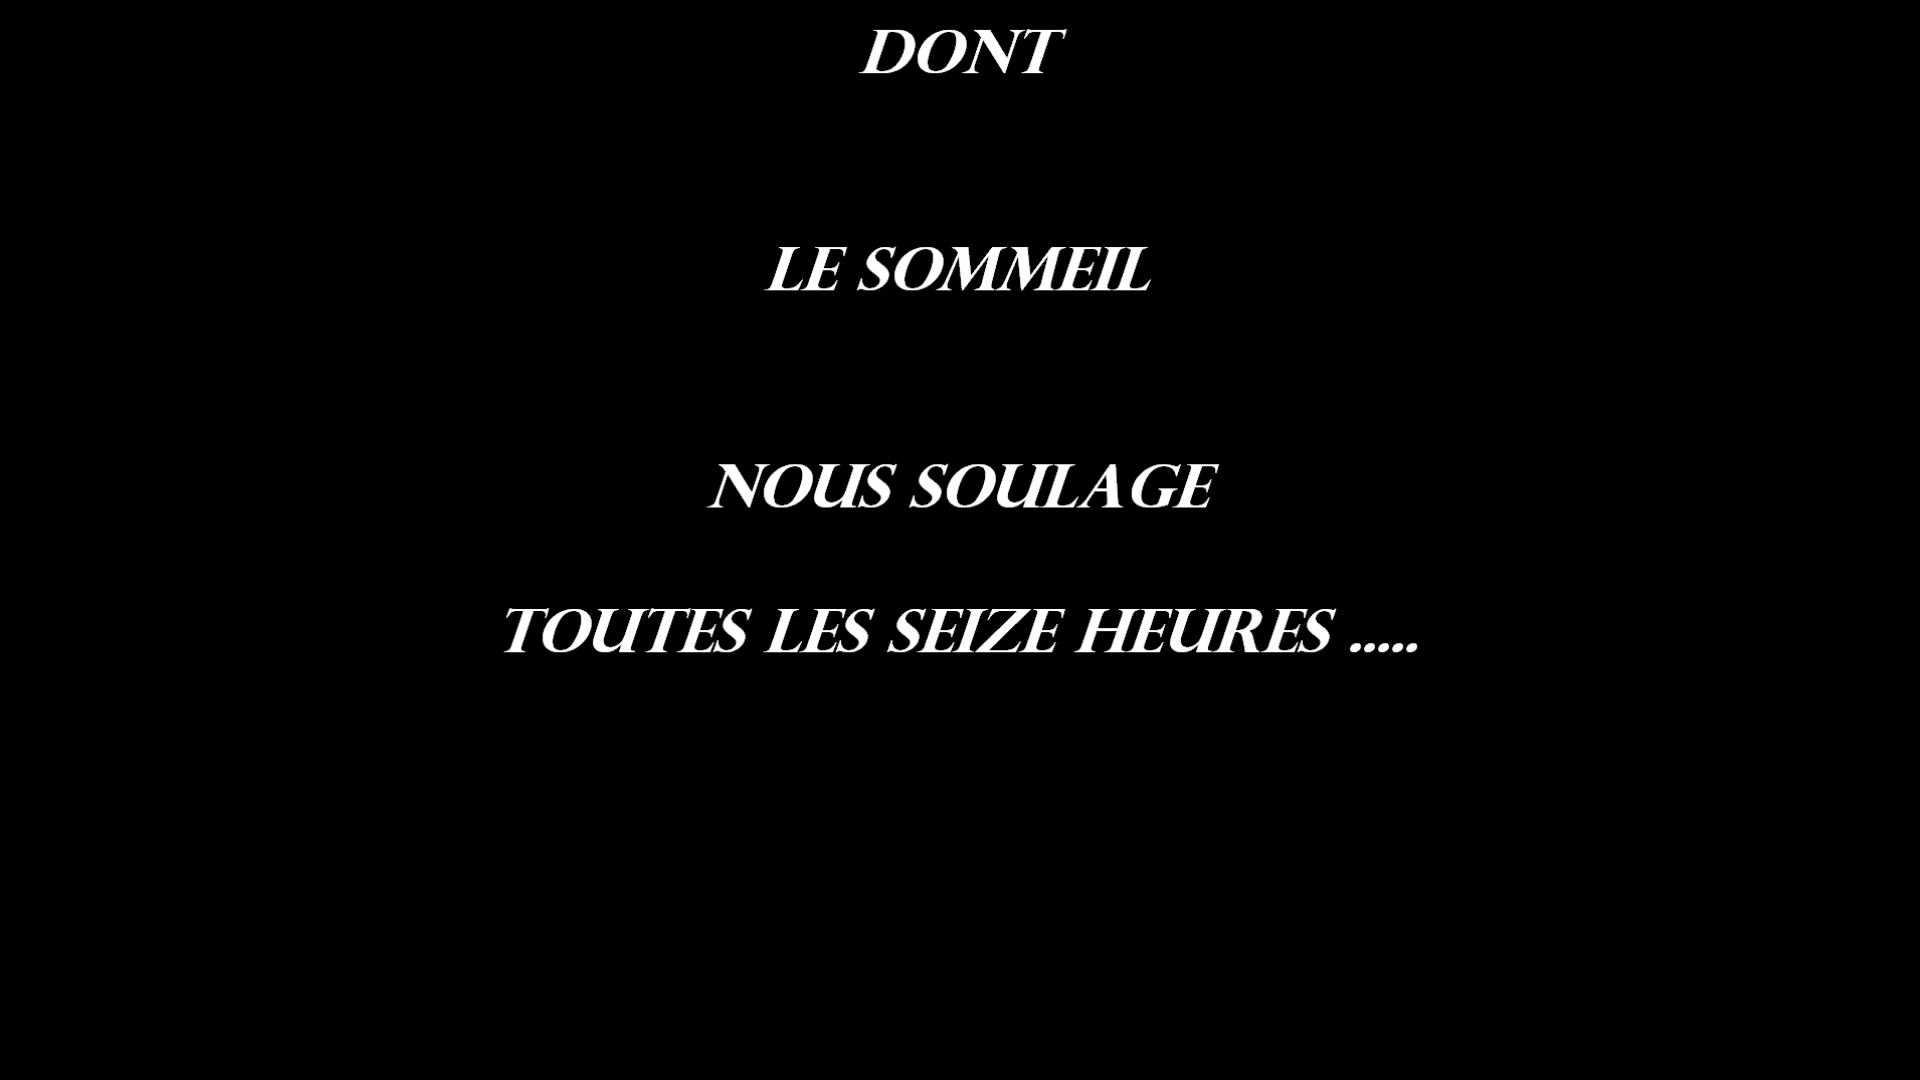 DONT
LE SOMMEIL
NOUS SOULAGE
TOUTES LES SEIZE HEURES .....